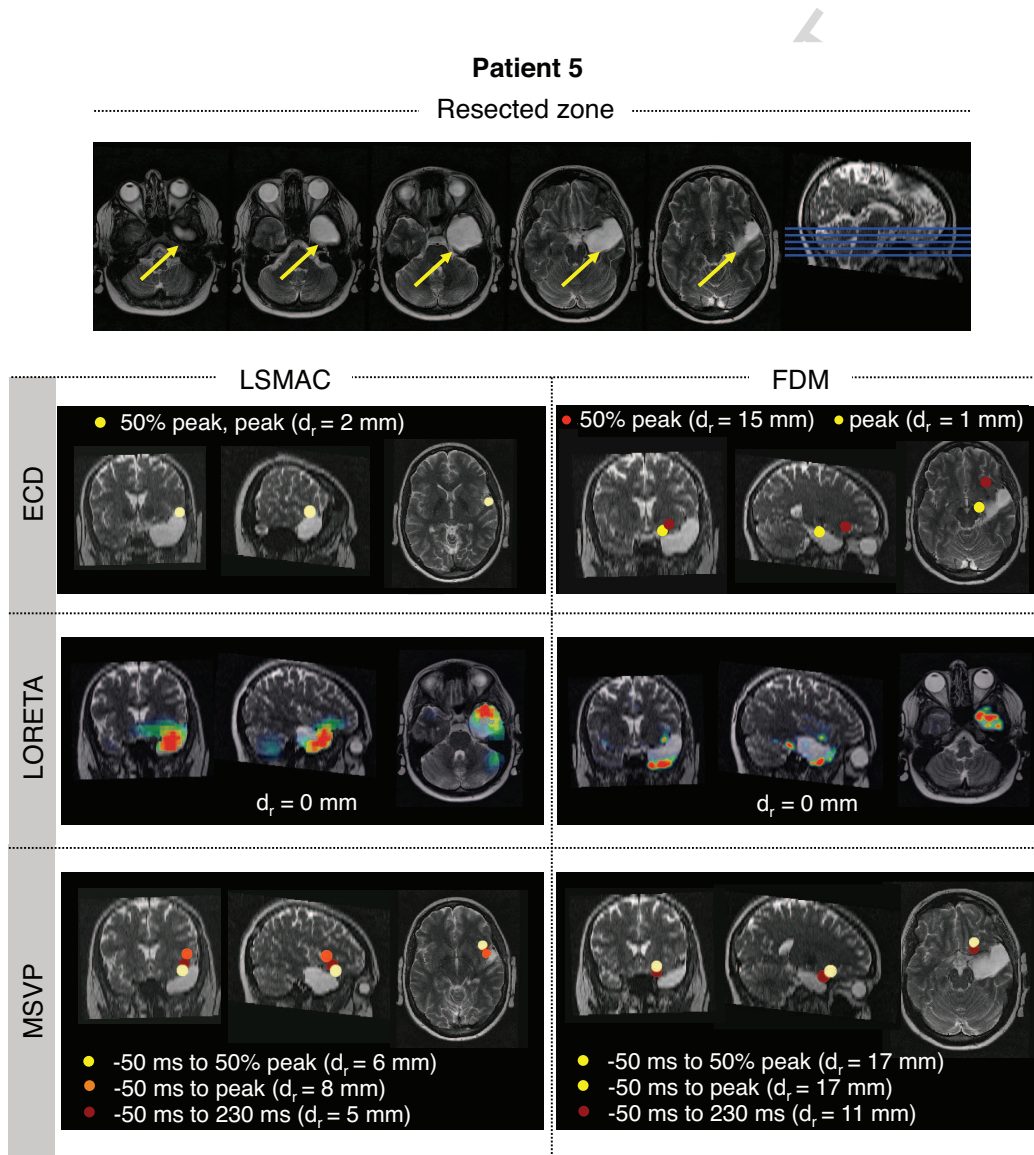 Patient 5
Resected zone
LSMAC
FDM
ECD
50% peak, peak (dr = 2 mm)
50% peak (dr = 15 mm) peak (dr = 1 mm)
LORETA
dr = 0 mm
dr = 0 mm
MSVP
-50 ms to 50% peak (dr = 6 mm)
-50 ms to peak (dr = 8 mm)
-50 ms to 230 ms (dr = 5 mm)
-50 ms to 50% peak (dr = 17 mm)
-50 ms to peak (dr = 17 mm)
-50 ms to 230 ms (dr = 11 mm)